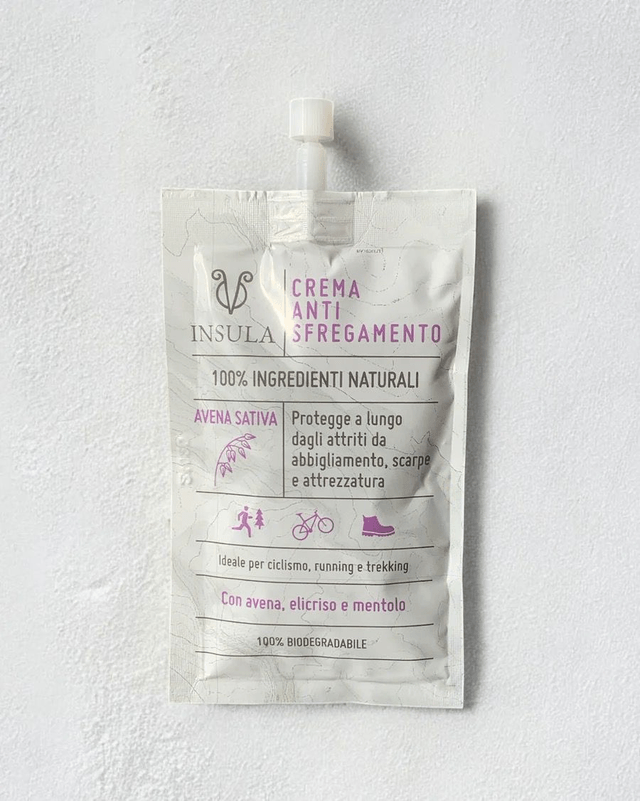 INSULA
CREMA
ANTI
SFREGAMENTO
100% INGREDIENTI NATURALI
AVENA SATIVA
Protegge a lungo
dagli attriti da
abbigliamento, scarpe
e attrezzatura
Ideale per ciclismo, running e trekking
Con avena, elicriso e mentolo
100% BIODEGRADABILE